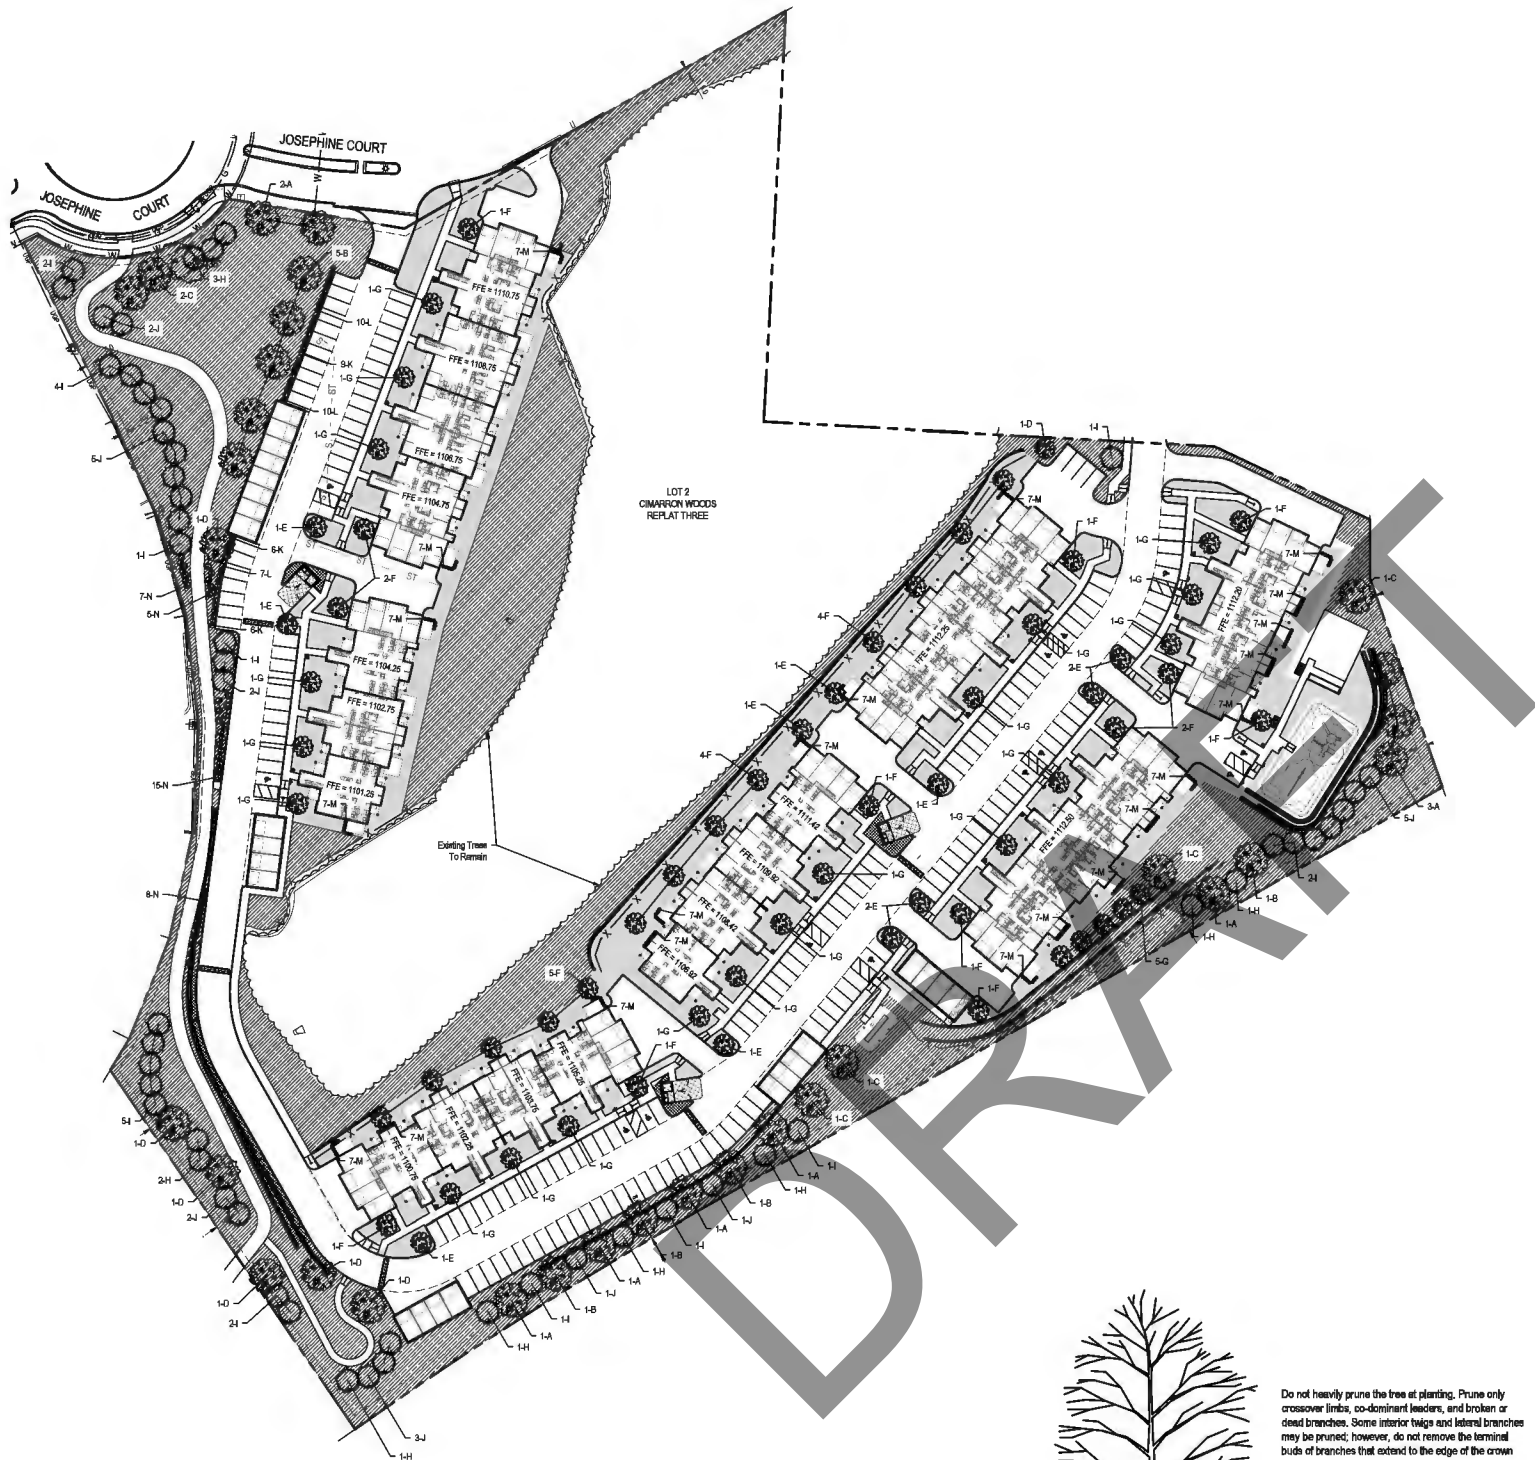 JOSEPHINE COURT
JOSEPHINE COURT
2-A
1-F
5-B
7-M
2-I
3-H
2-C
1-G
FFE = 1110.75
2-J
10-L
4-I
9-K
1-G
FFE = 1108.75
10-L
1-G
5-J
FFE = 1106.75
FFE = 1104.75
LOT 2
CIMARRON WOODS
REPLAT THREE
1-D
1-I
1-D
1-E
7-M
1-I
6-K
7-L
ST
2-F
7-N
5-N
1-E
6-K
7-M
1-I
FFE = 1104.25
1-G
2-J
FFE = 1102.75
1-G
15-N
FFE = 1101.25
1-G
7-M
Existing Trees
To Remain
8-N
7-M
1-F
1-F
1-G
7-M
1-G
7-M
1-C
4-F
FFE = 1112.25
FFE = 1112.20
1-G
7-M
1-E
1-G
2-E
7-M
7-M
1-E
1-G
7-M
2-F
1-F
7-M
1-G
4-F
1-F
7-M
1-E
3-A
5-J
FFE = 1111.42
1-G
FFE = 1112.50
7-M
1-C
FFE = 1109.92
1-G
7-M
2-I
1-B
2-E
FFE = 1108.42
7-M
1-H
1-A
7-M
1-H
7-M
1-G
FFE = 1106.92
7-M
5-G
1-F
5-F
1-G
1-F
7-M
1-G
1-E
1-F
FFE = 1105.25
1-C
FFE = 1103.75
1-C
5-I
1-D
7-M
FFE = 1102.25
7-M
FFE = 1100.75
1-G
1-I
2-H
1-A
1-H
1-D
1-G
1-B
2-J
1-G
1-J
1-F
1-A
1-E
1-I
1-D
1-B
1-D
1-H
1-A
1-D
1-J
2-I
1-B
1-I
1-A
1-H
3-J
1-H
DRAFT
Do not heavily prune the tree at planting. Prune only
crossover limbs, co-dominant leaders, and broken or
dead branches. Some interior twigs and lateral branches
may be pruned; however, do not remove the terminal
buds of branches that extend to the edge of the crown